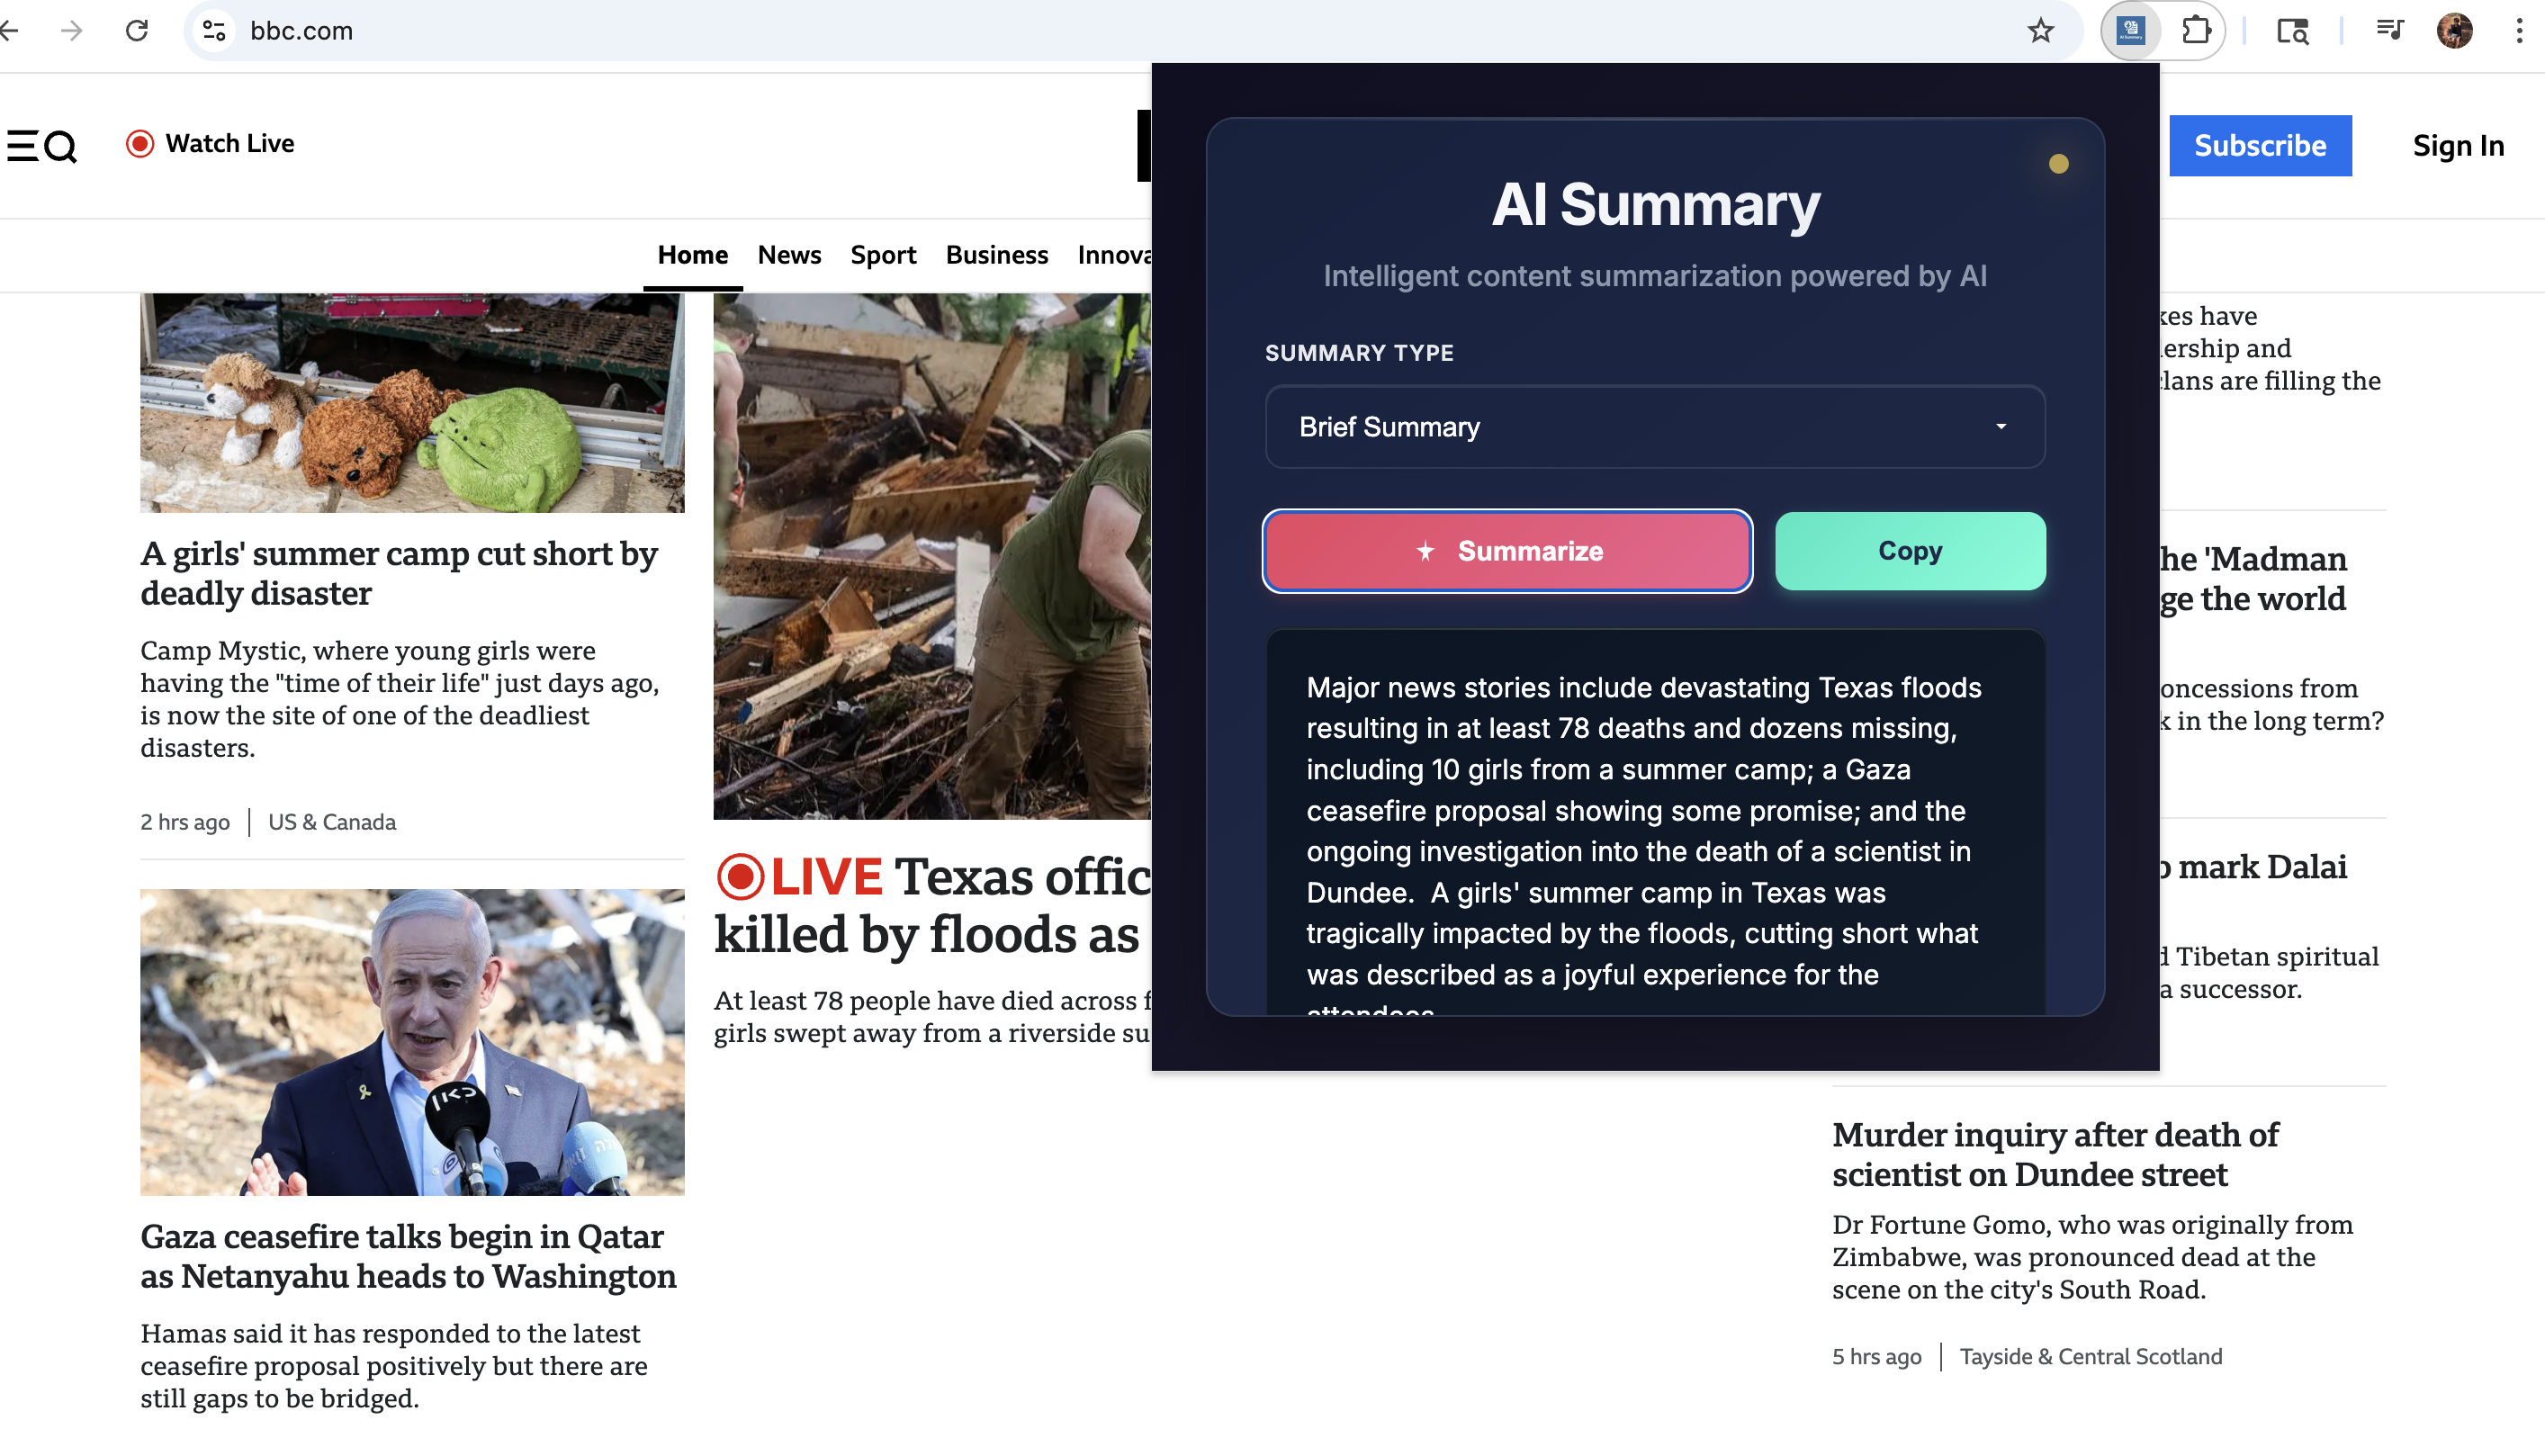 bbc.com
Watch Live
Subscribe
Sign In
Home News Sport Business Innova
A girls' summer camp cut short by
deadly disaster
Camp Mystic, where young girls were
having the "time of their life" just days ago,
is now the site of one of the deadliest
disasters.
2 hrs ago | US & Canada
Gaza ceasefire talks begin in Qatar
as Netanyahu heads to Washington
Hamas said it has responded to the latest
ceasefire proposal positively but there are
still gaps to be bridged.
LIVE Texas offic
killed by floods as
At least 78 people have died across f
girls swept away from a riverside su
AI Summary
Intelligent content summarization powered by AI
SUMMARY TYPE
Brief Summary
Summarize
Copy
Major news stories include devastating Texas floods
resulting in at least 78 deaths and dozens missing,
including 10 girls from a summer camp; a Gaza
ceasefire proposal showing some promise; and the
ongoing investigation into the death of a scientist in
Dundee. A girls' summer camp in Texas was
tragically impacted by the floods, cutting short what
was described as a joyful experience for the
attendees.
kes have
lership and
clans are filling the
he 'Madman
ge the world
oncessions from
k in the long term?
o mark Dalai
d Tibetan spiritual
a successor.
Murder inquiry after death of
scientist on Dundee street
Dr Fortune Gomo, who was originally from
Zimbabwe, was pronounced dead at the
scene on the city's South Road.
5 hrs ago | Tayside & Central Scotland